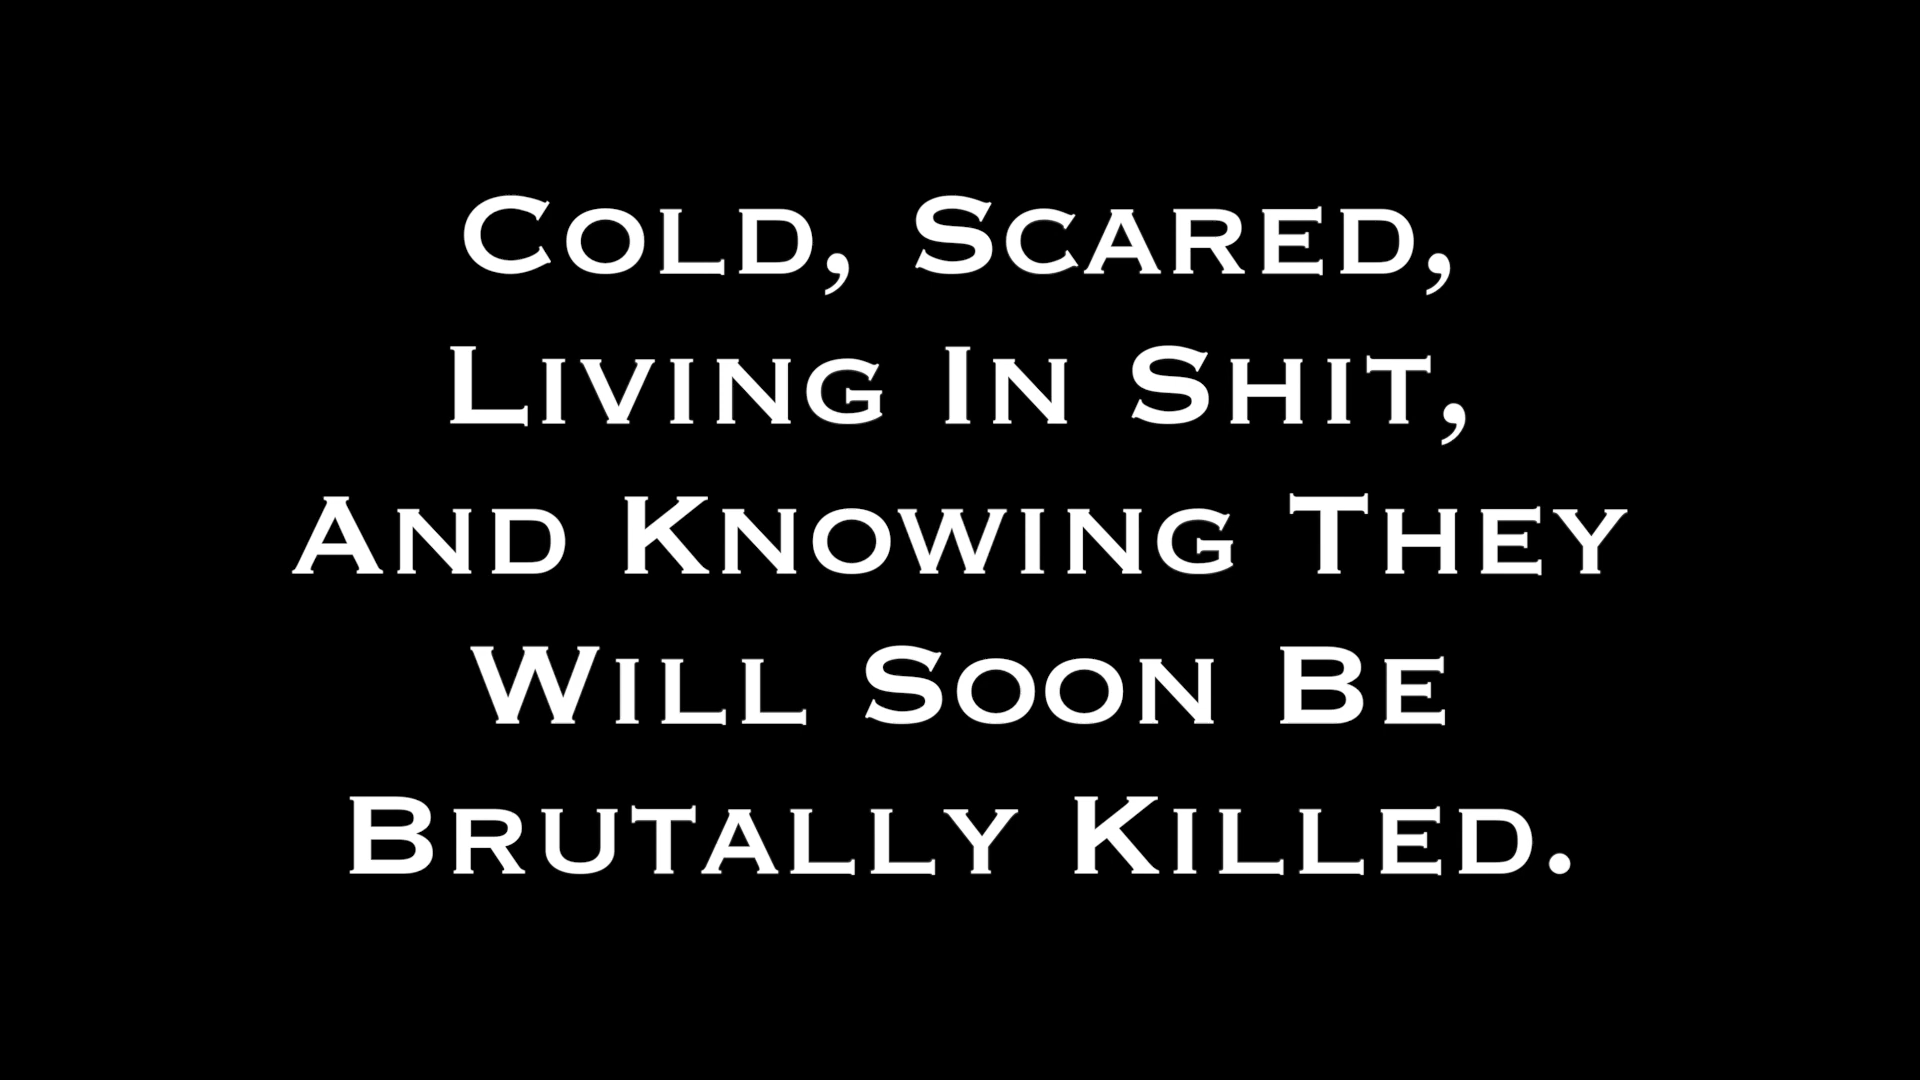 Cold, Scared,
Living In Shit,
And Knowing They
Will Soon Be
Brutally Killed.